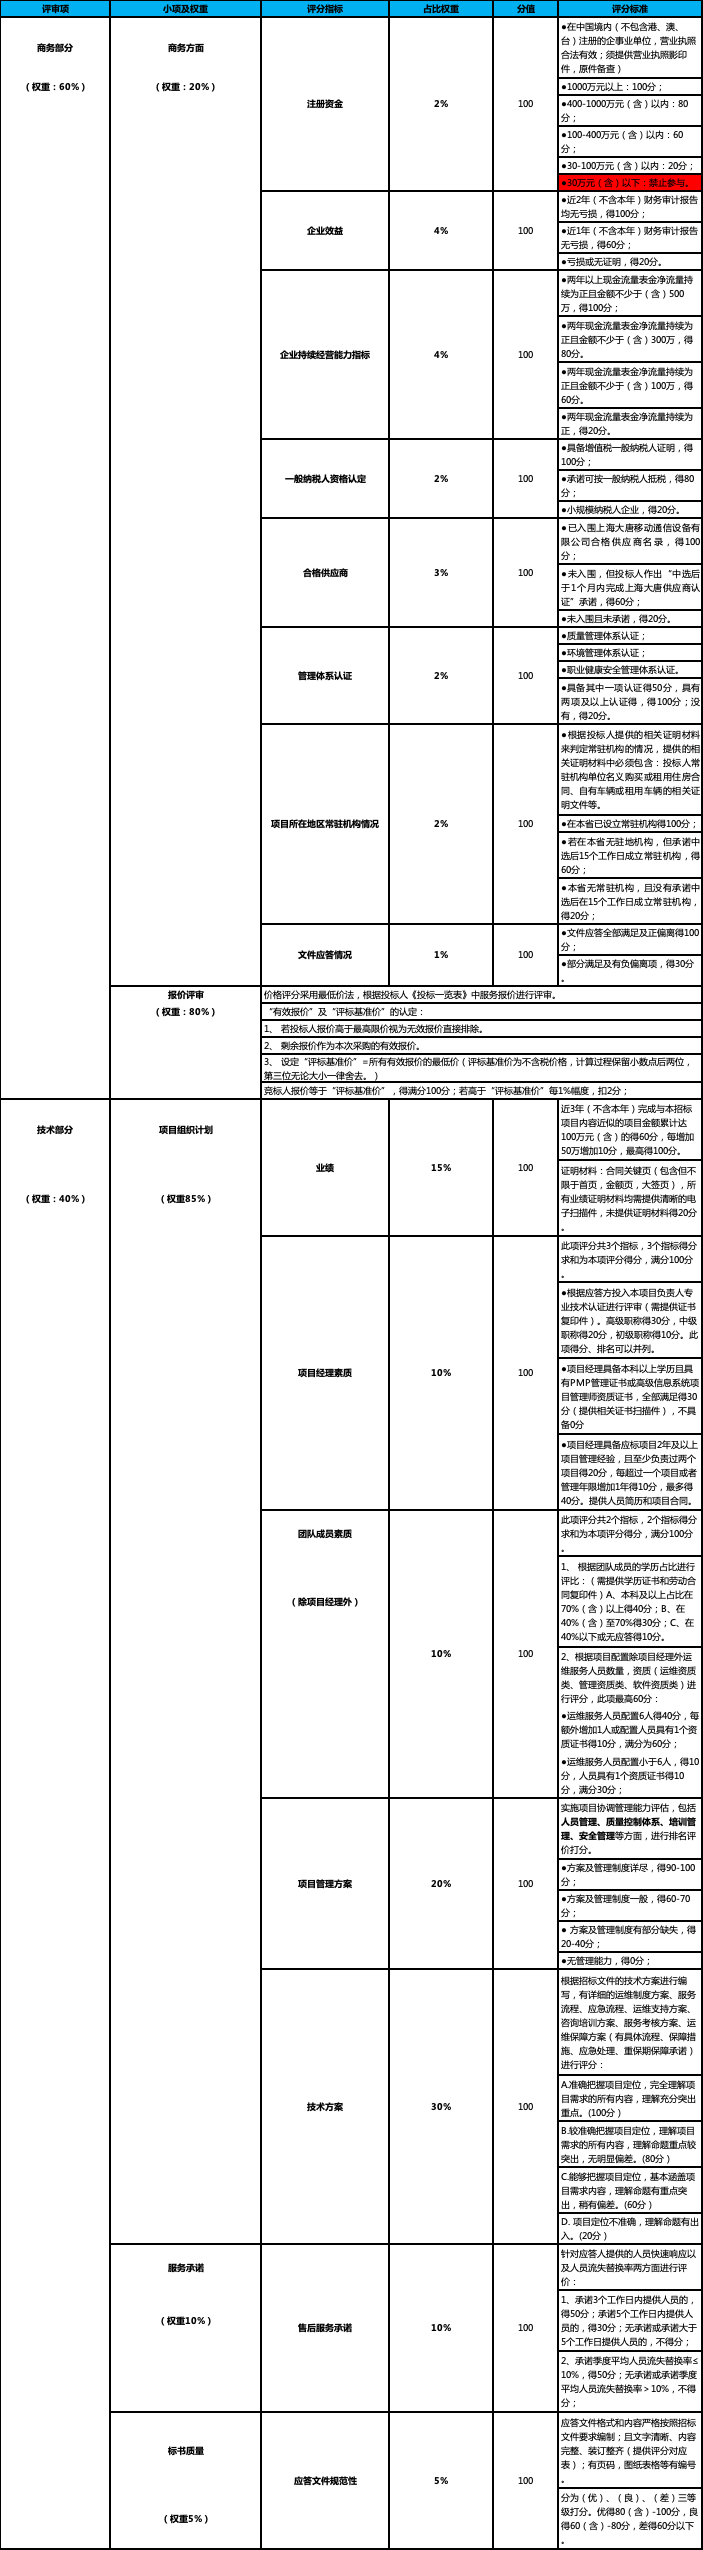 评审项 小项及权重 评分指标 占比权重 分值 评分标准
商务部分
（权重：60%）
商务方面
（权重：20%）
注册资金 2% 100
●在中国境内（不包含港、澳、
台）注册的企事业单位，营业执照
合法有效；须提供营业执照影印
件，原件备查）
●1000万元以上：100分；
●400-1000万元（含）以内：80
分；
●100-400万元（含）以内：60
分；
●30-100万元（含）以内：20分；
●30万元（含）以下：禁止参与。
企业效益 4% 100
●近2年（不含本年）财务审计报告
均无亏损，得100分；
●近1年（不含本年）财务审计报告
无亏损，得60分；
●亏损或无证明，得20分。
企业持续经营能力指标 4% 100
●两年以上现金流量表金净流量持
续为正且金额不少于（含）500
万，得100分；
●两年现金流量表金净流量持续为
正且金额不少于（含）300万，得
80分。
●两年现金流量表金净流量持续为
正且金额不少于（含）100万，得
60分。
●两年现金流量表金净流量持续为
正，得20分。
一般纳税人资格认定 2% 100
●具备增值税一般纳税人证明，得
100分；
●承诺可按一般纳税人抵税，得80
分；
●小规模纳税人企业，得20分。
合格供应商 3% 100
●已入围上海大唐移动通信设备有
限公司合格供应商名录，得100
分；
●未入围，但投标人作出“中选后
于1个月内完成上海大唐供应商认
证”承诺，得60分；
●未入围且未承诺，得20分。
管理体系认证 2% 100
●质量管理体系认证；
●环境管理体系认证；
●职业健康安全管理体系认证。
●具备其中一项认证得50分，具有
两项及以上认证得，得100分；没
有，得20分。
项目所在地区常驻机构情况 2% 100
●根据投标人提供的相关证明材料
来判定常驻机构的情况，提供的相
关证明材料中必须包含：投标人常
驻机构单位名义购买或租用住房合
同、自有车辆或租用车辆的相关证
明文件等。
●在本省已设立常驻机构得100分；
●若在本省无驻地机构，但承诺中
选后15个工作日成立常驻机构，得
60分；
●本省无常驻机构，且没有承诺中
选后在15个工作日成立常驻机构，
得20分；
文件应答情况 1% 100
●文件应答全部满足及正偏离得100
分；
●部分满足及有负偏离项，得30分
。
报价评审
（权重：80%）
价格评分采用最低价法，根据投标人《投标一览表》中服务报价进行评审。
“有效报价”及“评标基准价”的认定：
1、 若投标人报价高于最高限价视为无效报价直接排除。
2、 剩余报价作为本次采购的有效报价。
3、 设定“评标基准价”=所有有效报价的最低价（评标基准价为不含税价格，计算过程保留小数点后两位，
第三位无论大小一律舍去。）
竞标人报价等于“评标基准价”，得满分100分；若高于“评标基准价”每1%幅度，扣2分；
技术部分
（权重：40%）
项目组织计划
（权重85%）
业绩 15% 100
近3年（不含本年）完成与本招标
项目内容近似的项目金额累计达
100万元（含）的得60分，每增加
50万增加10分，最高得100分。
证明材料：合同关键页（包含但不
限于首页，金额页，大签页），所
有业绩证明材料均需提供清晰的电
子扫描件，未提供证明材料得20分
。
项目经理素质 10% 100
此项评分共3个指标，3个指标得分
求和为本项评分得分，满分100分
。
●根据应答方投入本项目负责人专
业技术认证进行评审（需提供证书
复印件）。高级职称得30分，中级
职称得20分，初级职称得10分。此
项得分、排名可以并列。
●项目经理具备本科以上学历且具
有PMP管理证书或高级信息系统项
目管理师资质证书，全部满足得30
分（提供相关证书扫描件），不具
备0分
●项目经理具备应标项目2年及以上
项目管理经验，且至少负责过两个
项目得20分，每超过一个项目或者
管理年限增加1年得10分，最多得
40分。提供人员简历和项目合同。
团队成员素质
（除项目经理外）
10% 100
此项评分共2个指标，2个指标得分
求和为本项评分得分，满分100分
。
1、 根据团队成员的学历占比进行
评比：（需提供学历证书和劳动合
同复印件）A、本科及以上占比在
70%（含）以上得40分；B、在
40%（含）至70%得30分；C、在
40%以下或无应答得10分。
2、根据项目配置除项目经理外运
维服务人员数量，资质（运维资质
类、管理资质类、软件资质类）进
行评分，此项最高60分：
●运维服务人员配置6人得40分，每
额外增加1人或配置人员具有1个资
质证书得10分，满分为60分；
●运维服务人员配置小于6人，得10
分，人员具有1个资质证书得10
分，满分30分；
项目管理方案 20% 100
实施项目协调管理能力评估，包括
人员管理、质量控制体系、培训管
理、安全管理等方面，进行排名评
价打分。
●方案及管理制度详尽，得90-100
分；
●方案及管理制度一般，得60-70
分；
● 方案及管理制度有部分缺失，得
20-40分；
●无管理能力，得0分；
技术方案 30% 100
根据招标文件的技术方案进行编
写，有详细的运维制度方案、服务
流程、应急流程、运维支持方案、
咨询培训方案、服务考核方案、运
维保障方案（有具体流程、保障措
施、应急处理、重保期保障承诺）
进行评分：
A.准确把握项目定位，完全理解项
目需求的所有内容，理解充分突出
重点。(100分）
B.较准确把握项目定位，理解项目
需求的所有内容，理解命题重点较
突出，无明显偏差。(80分）
C.能够把握项目定位，基本涵盖项
目需求内容，理解命题有重点突
出，稍有偏差。(60分）
D. 项目定位不准确，理解命题有出
入。(20分）
服务承诺
（权重10%）
售后服务承诺 10% 100
针对应答人提供的人员快速响应以
及人员流失替换率两方面进行评
价：
1、承诺3个工作日内提供人员的，
得50分；承诺5个工作日内提供人
员的，得30分；无承诺或承诺大于
5个工作日提供人员的，不得分；
2、承诺季度平均人员流失替换率≤
10%，得50分；无承诺或承诺季度
平均人员流失替换率＞10%，不得
分；
标书质量
（权重5%）
应答文件规范性 5% 100
应答文件格式和内容严格按照招标
文件要求编制；且文字清晰、内容
完整、装订整齐（提供评分对应
表）；有页码，图纸表格等有编号
。
分为（优）、（良）、（差）三等
级打分。优得80（含）-100分，良
得60（含）-80分，差得60分以下
。